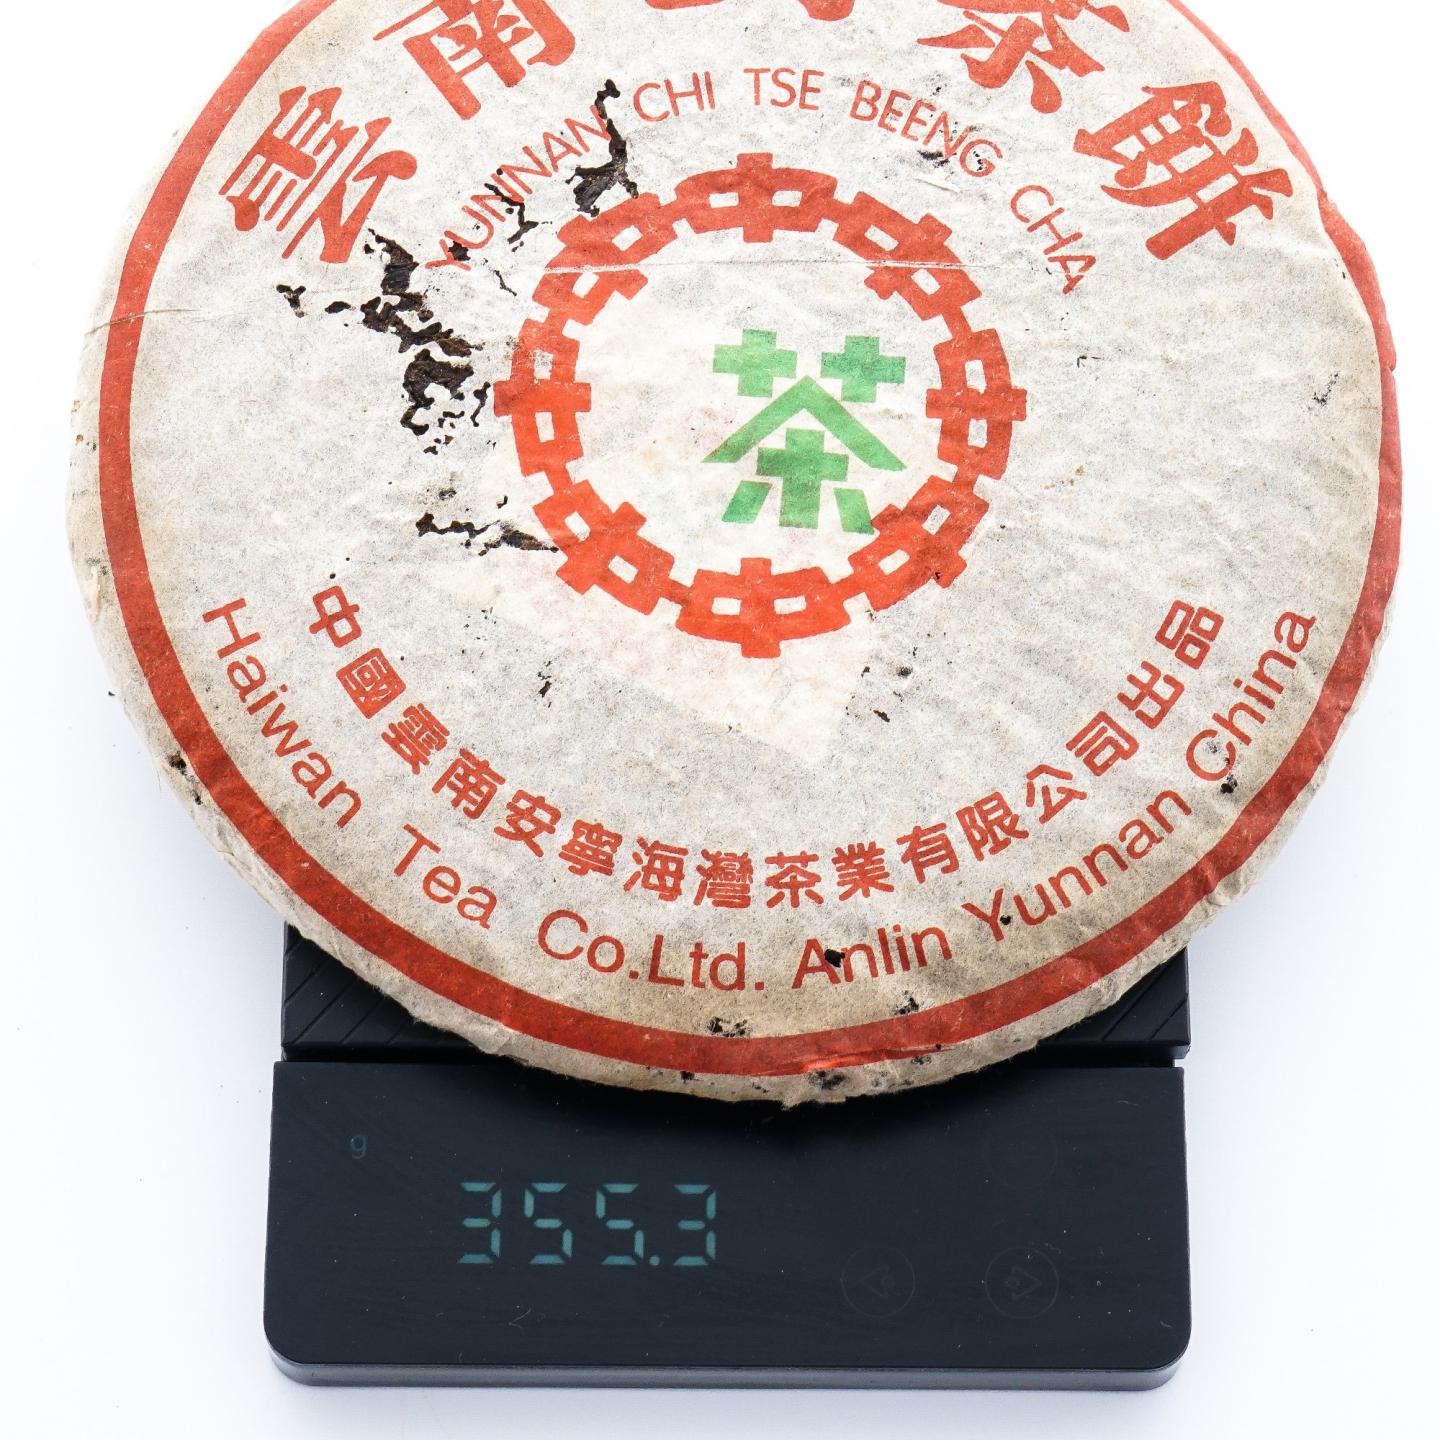 雲南七子茶餅
YUNINAN CHI TSE BEENG CHA
茶
中國雲南安寧海灣茶業有限公司出品
Haiwan Tea Co.Ltd. Anlin Yunnan China
g
355.3